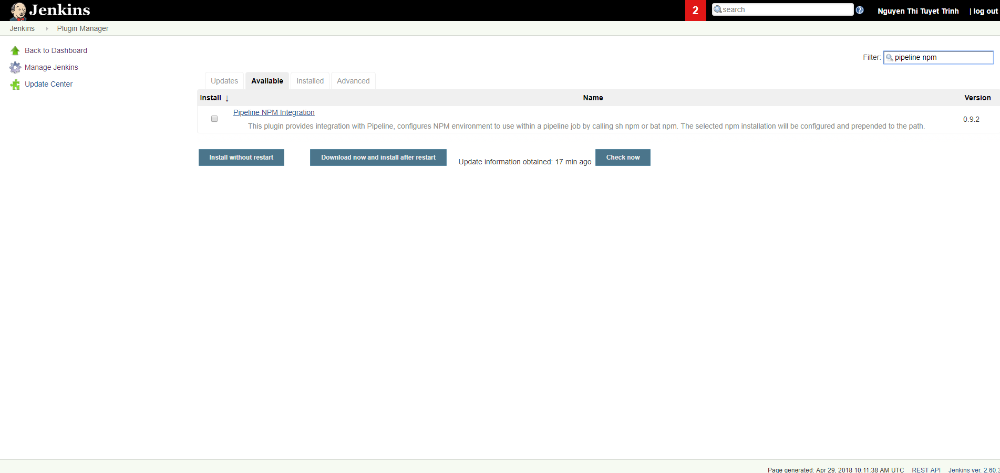 Jenkins
2
search
Nguyen Thi Tuyet Trinh | log out
Jenkins Plugin Manager
Back to Dashboard
Manage Jenkins
Update Center
Filter: pipeline npm
Updates Available Installed Advanced
Install ↓ Name Version
Pipeline NPM Integration
This plugin provides integration with Pipeline, configures NPM environment to use within a pipeline job by calling sh npm or bat npm. The selected npm installation will be configured and prepended to the path.
0.9.2
Install without restart Download now and install after restart Update information obtained: 17 min ago Check now
Page generated: Apr 29, 2018 10:11:38 AM UTC REST API Jenkins ver. 2.60.3